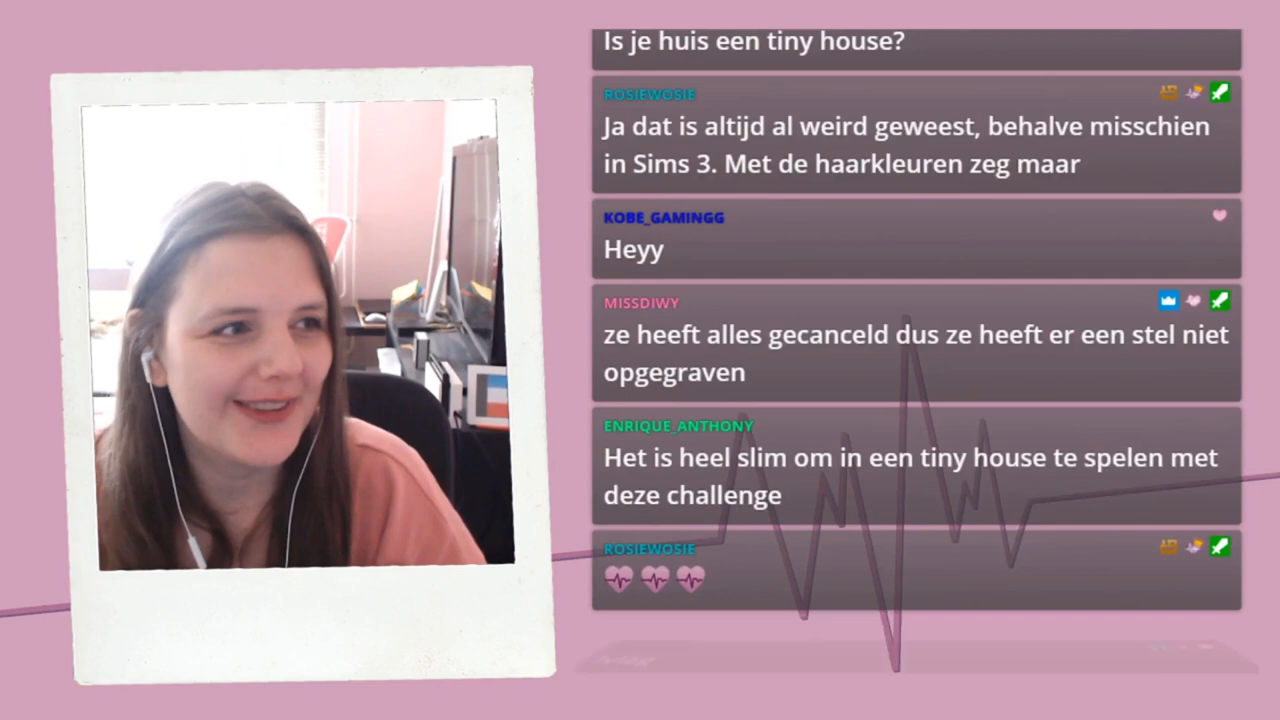 Is je huis een tiny house?
ROSIEWOSIE
Ja dat is altijd al weird geweest, behalve misschien
in Sims 3. Met de haarkleuren zeg maar
KOBE_GAMINGG
Heyy
MISSDIWY
ze heeft alles gecanceld dus ze heeft er een stel niet
opgegraven
ENRIQUE_ANTHONY
Het is heel slim om in een tiny house te spelen met
deze challenge
ROSIEWOSIE